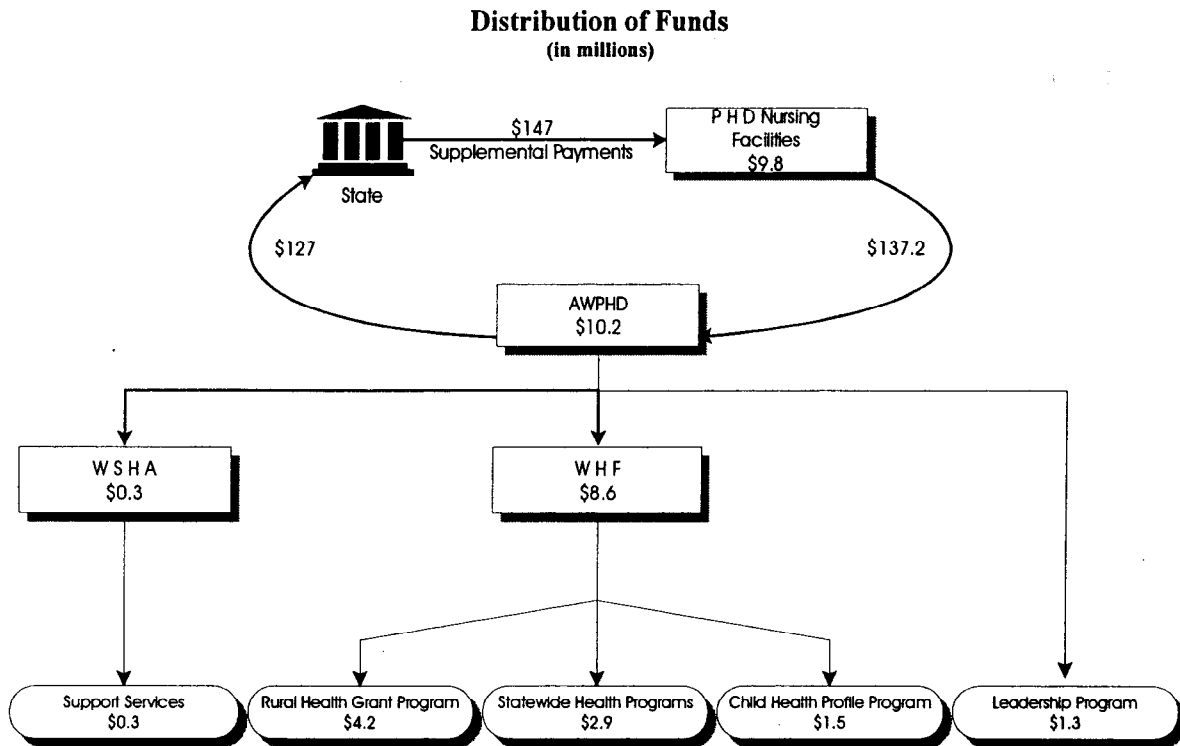 Distribution of Funds
(in millions)
$147
Supplemental Payments
P H D Nursing
Facilities
$9.8
State
$127
$137.2
AWPHD
$10.2
W S H A
$0.3
W H F
$8.6
Support Services
$0.3
Rural Health Grant Program
$4.2
Statewide Health Programs
$2.9
Child Health Profile Program
$1.5
Leadership Program
$1.3